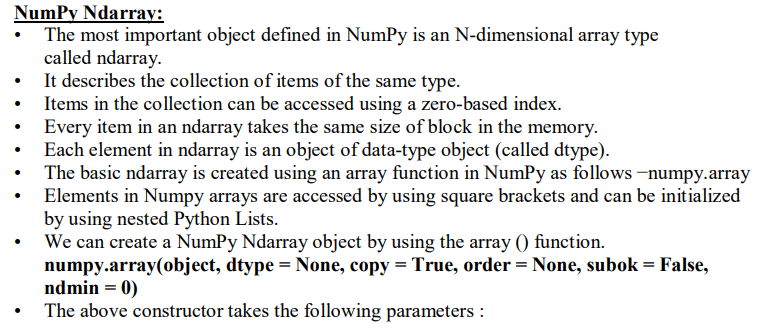 NumPy Ndarray:
• The most important object defined in NumPy is an N-dimensional array type
called ndarray.
• It describes the collection of items of the same type.
• Items in the collection can be accessed using a zero-based index.
• Every item in an ndarray takes the same size of block in the memory.
• Each element in ndarray is an object of data-type object (called dtype).
• The basic ndarray is created using an array function in NumPy as follows −numpy.array
• Elements in Numpy arrays are accessed by using square brackets and can be initialized
by using nested Python Lists.
• We can create a NumPy Ndarray object by using the array () function.
numpy.array(object, dtype = None, copy = True, order = None, subok = False,
ndmin = 0)
• The above constructor takes the following parameters :